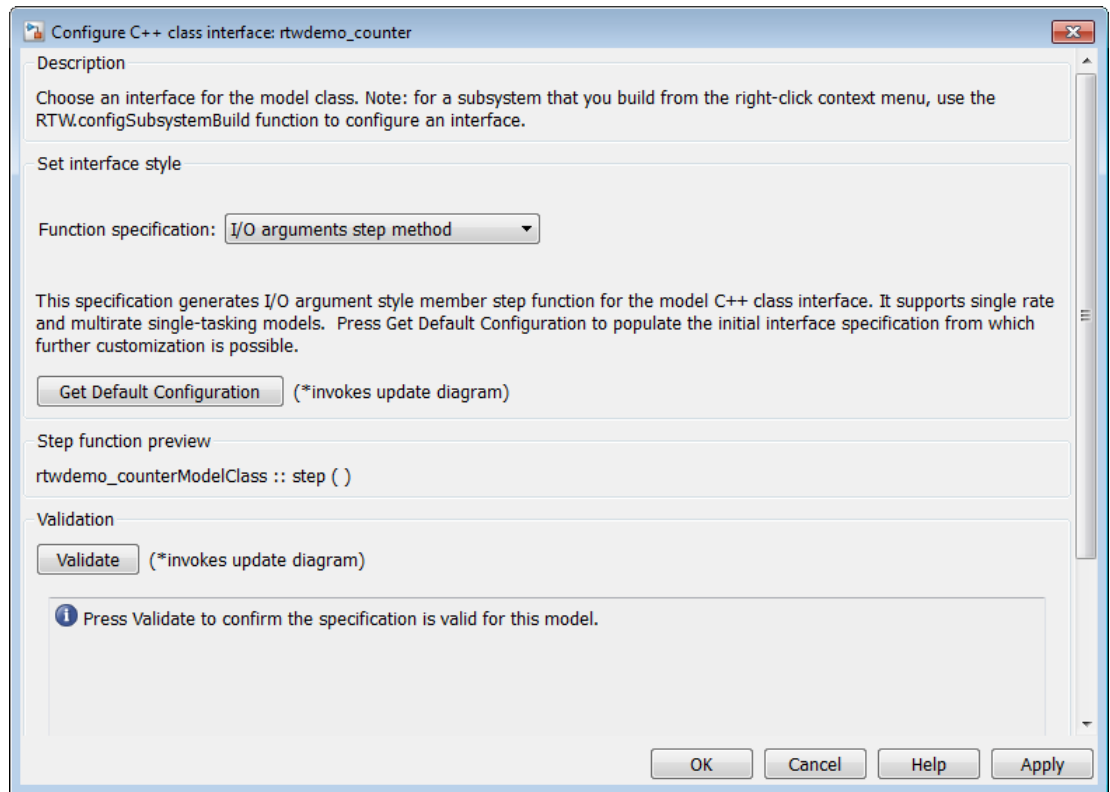 Configure C++ class interface: rtwdemo_counter
Description
Choose an interface for the model class. Note: for a subsystem that you build from the right-click context menu, use the
RTW.configSubsystemBuild function to configure an interface.
Set interface style
Function specification: I/O arguments step method
This specification generates I/O argument style member step function for the model C++ class interface. It supports single rate
and multirate single-tasking models.  Press Get Default Configuration to populate the initial interface specification from which
further customization is possible.
Get Default Configuration (*invokes update diagram)
Step function preview
rtwdemo_counterModelClass :: step ( )
Validation
Validate (*invokes update diagram)
Press Validate to confirm the specification is valid for this model.
OK Cancel Help Apply